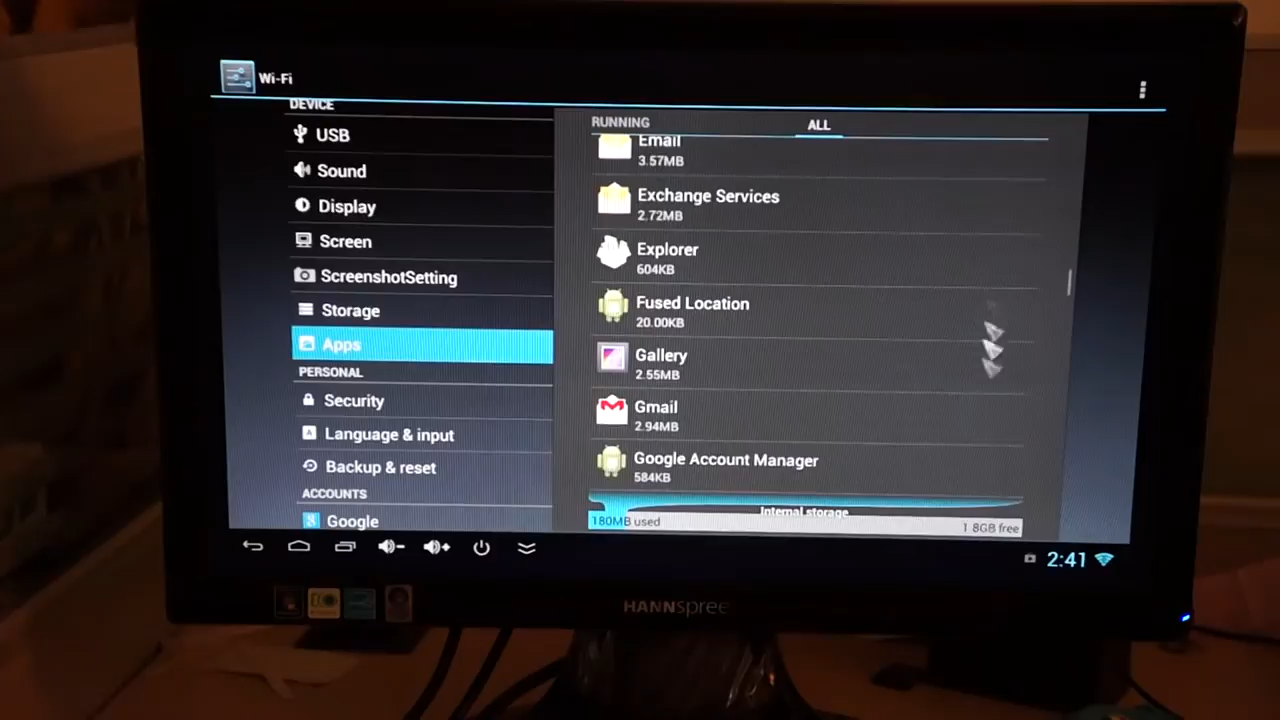 Wi-Fi
DEVICE
USB
Sound
Display
Screen
ScreenshotSetting
Storage
Apps
PERSONAL
Security
Language & input
Backup & reset
ACCOUNTS
Google
RUNNING
ALL
Email
3.57MB
Exchange Services
2.72MB
Explorer
604KB
Fused Location
20.00KB
Gallery
2.55MB
Gmail
2.94MB
Google Account Manager
584KB
Internal storage
180MB used
1 8GB free
2:41
HANNspree